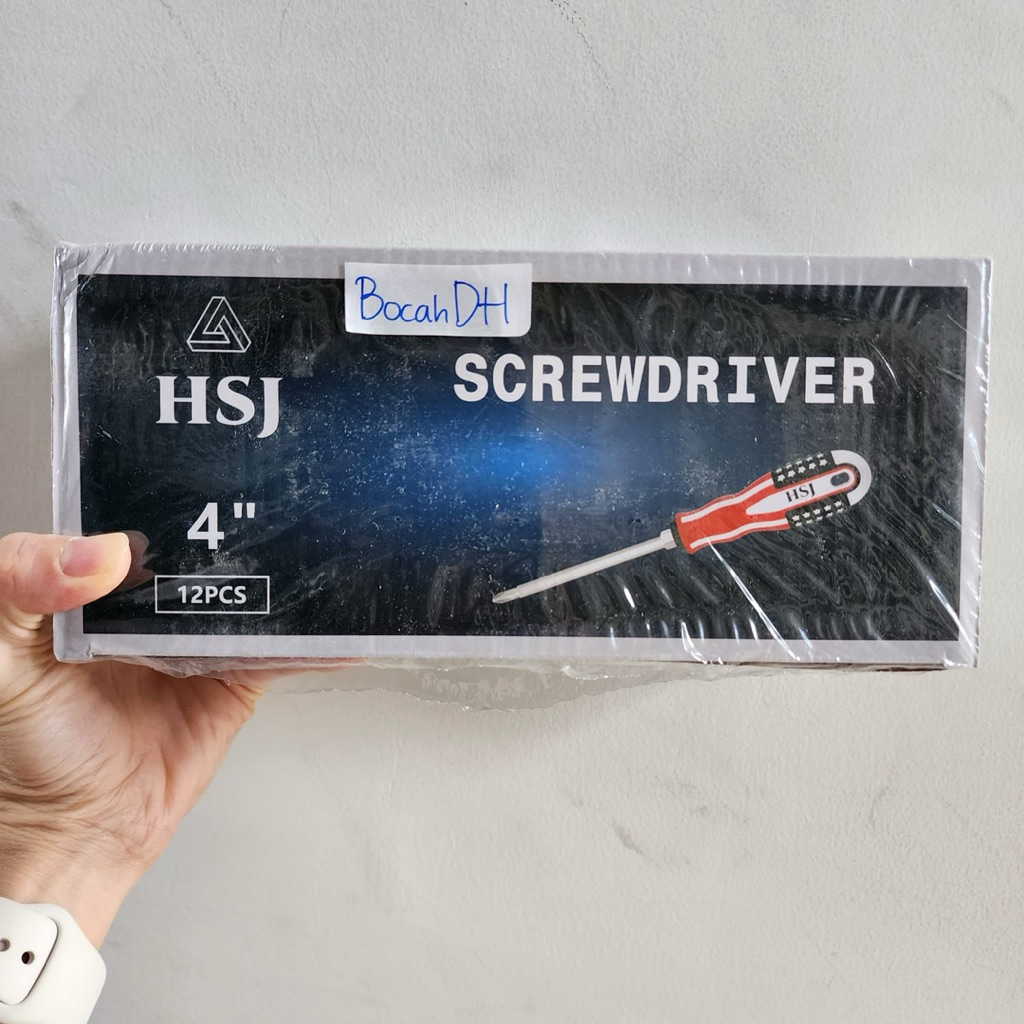 BocahDH
HSJ
SCREWDRIVER
HSJ
4"
12PCS